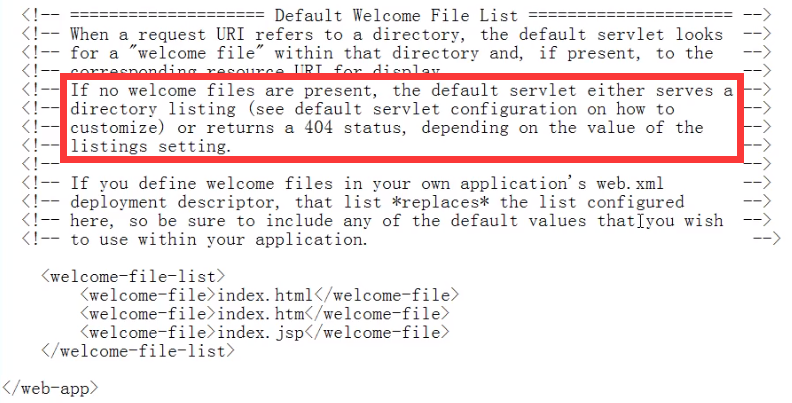 <!-- ==================== Default Welcome File List ===================== -->
<!-- When a request URI refers to a directory, the default servlet looks -->
<!-- for a "welcome file" within that directory and, if present, to the -->
<!-- corresponding resource URI for display. -->
<!-- If no welcome files are present, the default servlet either serves a -->
<!-- directory listing (see default servlet configuration on how to -->
<!-- customize) or returns a 404 status, depending on the value of the -->
<!-- listings setting. -->
<!-- -->
<!-- If you define welcome files in your own application's web.xml -->
<!-- deployment descriptor, that list *replaces* the list configured -->
<!-- here, so be sure to include any of the default values that you wish -->
<!-- to use within your application. -->
<welcome-file-list>
<welcome-file>index.html</welcome-file>
<welcome-file>index.htm</welcome-file>
<welcome-file>index.jsp</welcome-file>
</welcome-file-list>
</web-app>